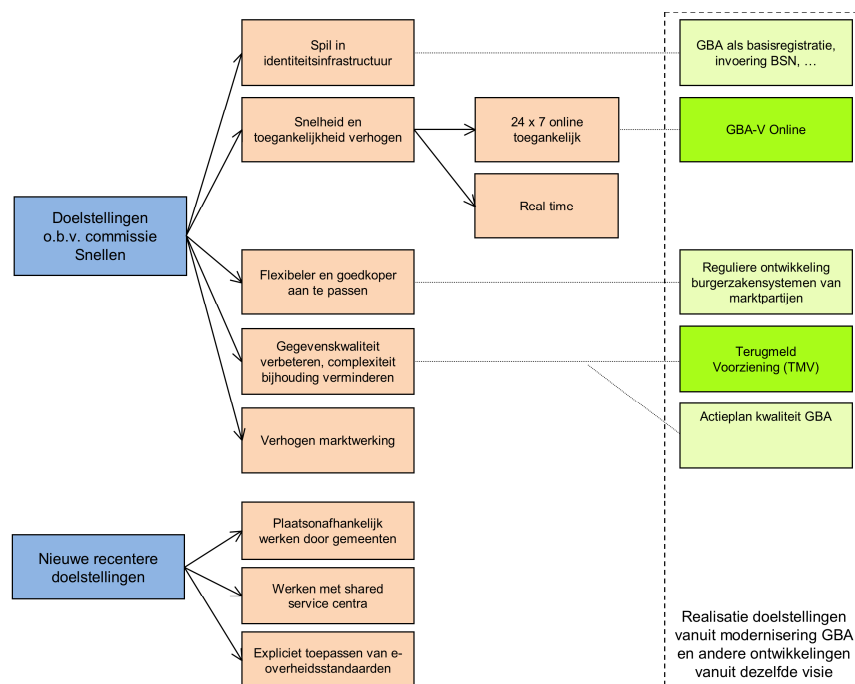 Spil in
identiteitsinfrastructuur
GBA als basisregistratie,
invoering BSN, …
Snelheid en
toegankelijkheid verhogen
24 x 7 online
toegankelijk
GBA-V Online
Real time
Doelstellingen
o.b.v. commissie
Snellen
Flexibeler en goedkoper
aan te passen
Reguliere ontwikkeling
burgerzakensystemen van
marktpartijen
Gegevenskwaliteit
verbeteren, complexiteit
bijhouding verminderen
Terugmeld
Voorziening (TMV)
Actieplan kwaliteit GBA
Verhogen marktwerking
Nieuwe recentere
doelstellingen
Plaatsonafhankelijk
werken door gemeenten
Werken met shared
service centra
Expliciet toepassen van e-
overheidsstandaarden
Realisatie doelstellingen
vanuit modernisering GBA
en andere ontwikkelingen
vanuit dezelfde visie